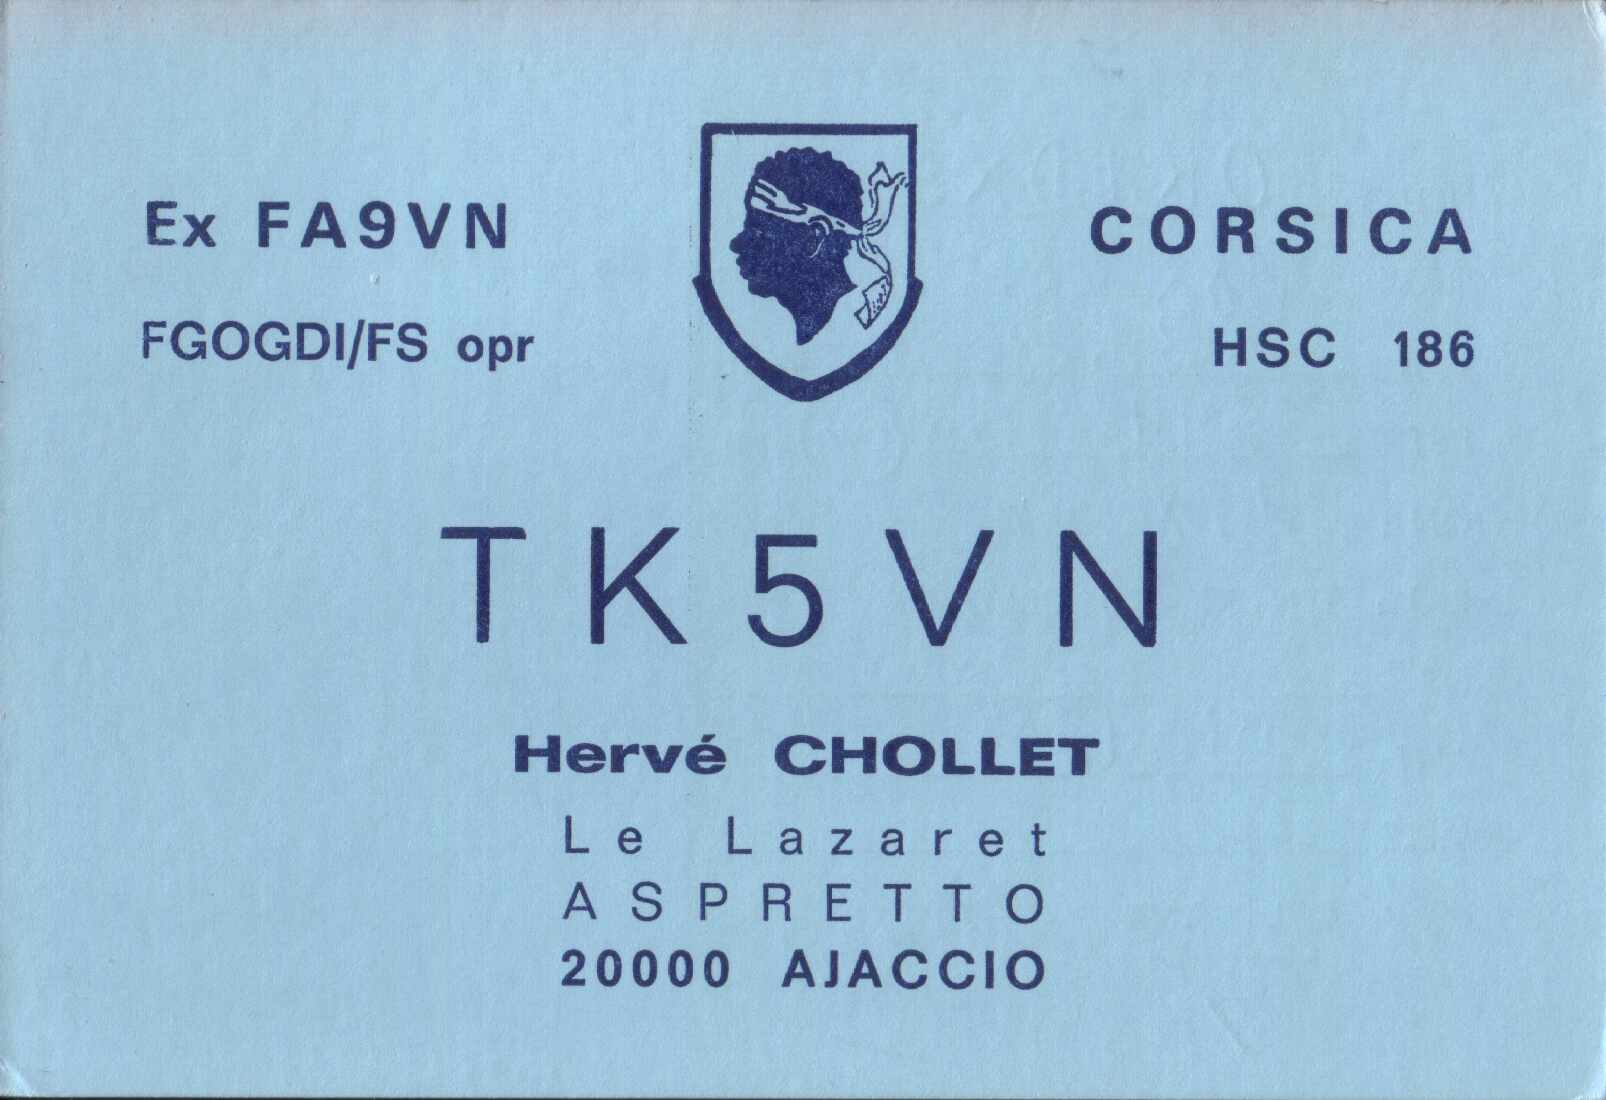 Ex FA9VN
CORSICA
FGOGDI/FS opr
HSC 186
TK5VN
Hervé CHOLLET
Le Lazaret
ASPRETTO
20000 AJACCIO